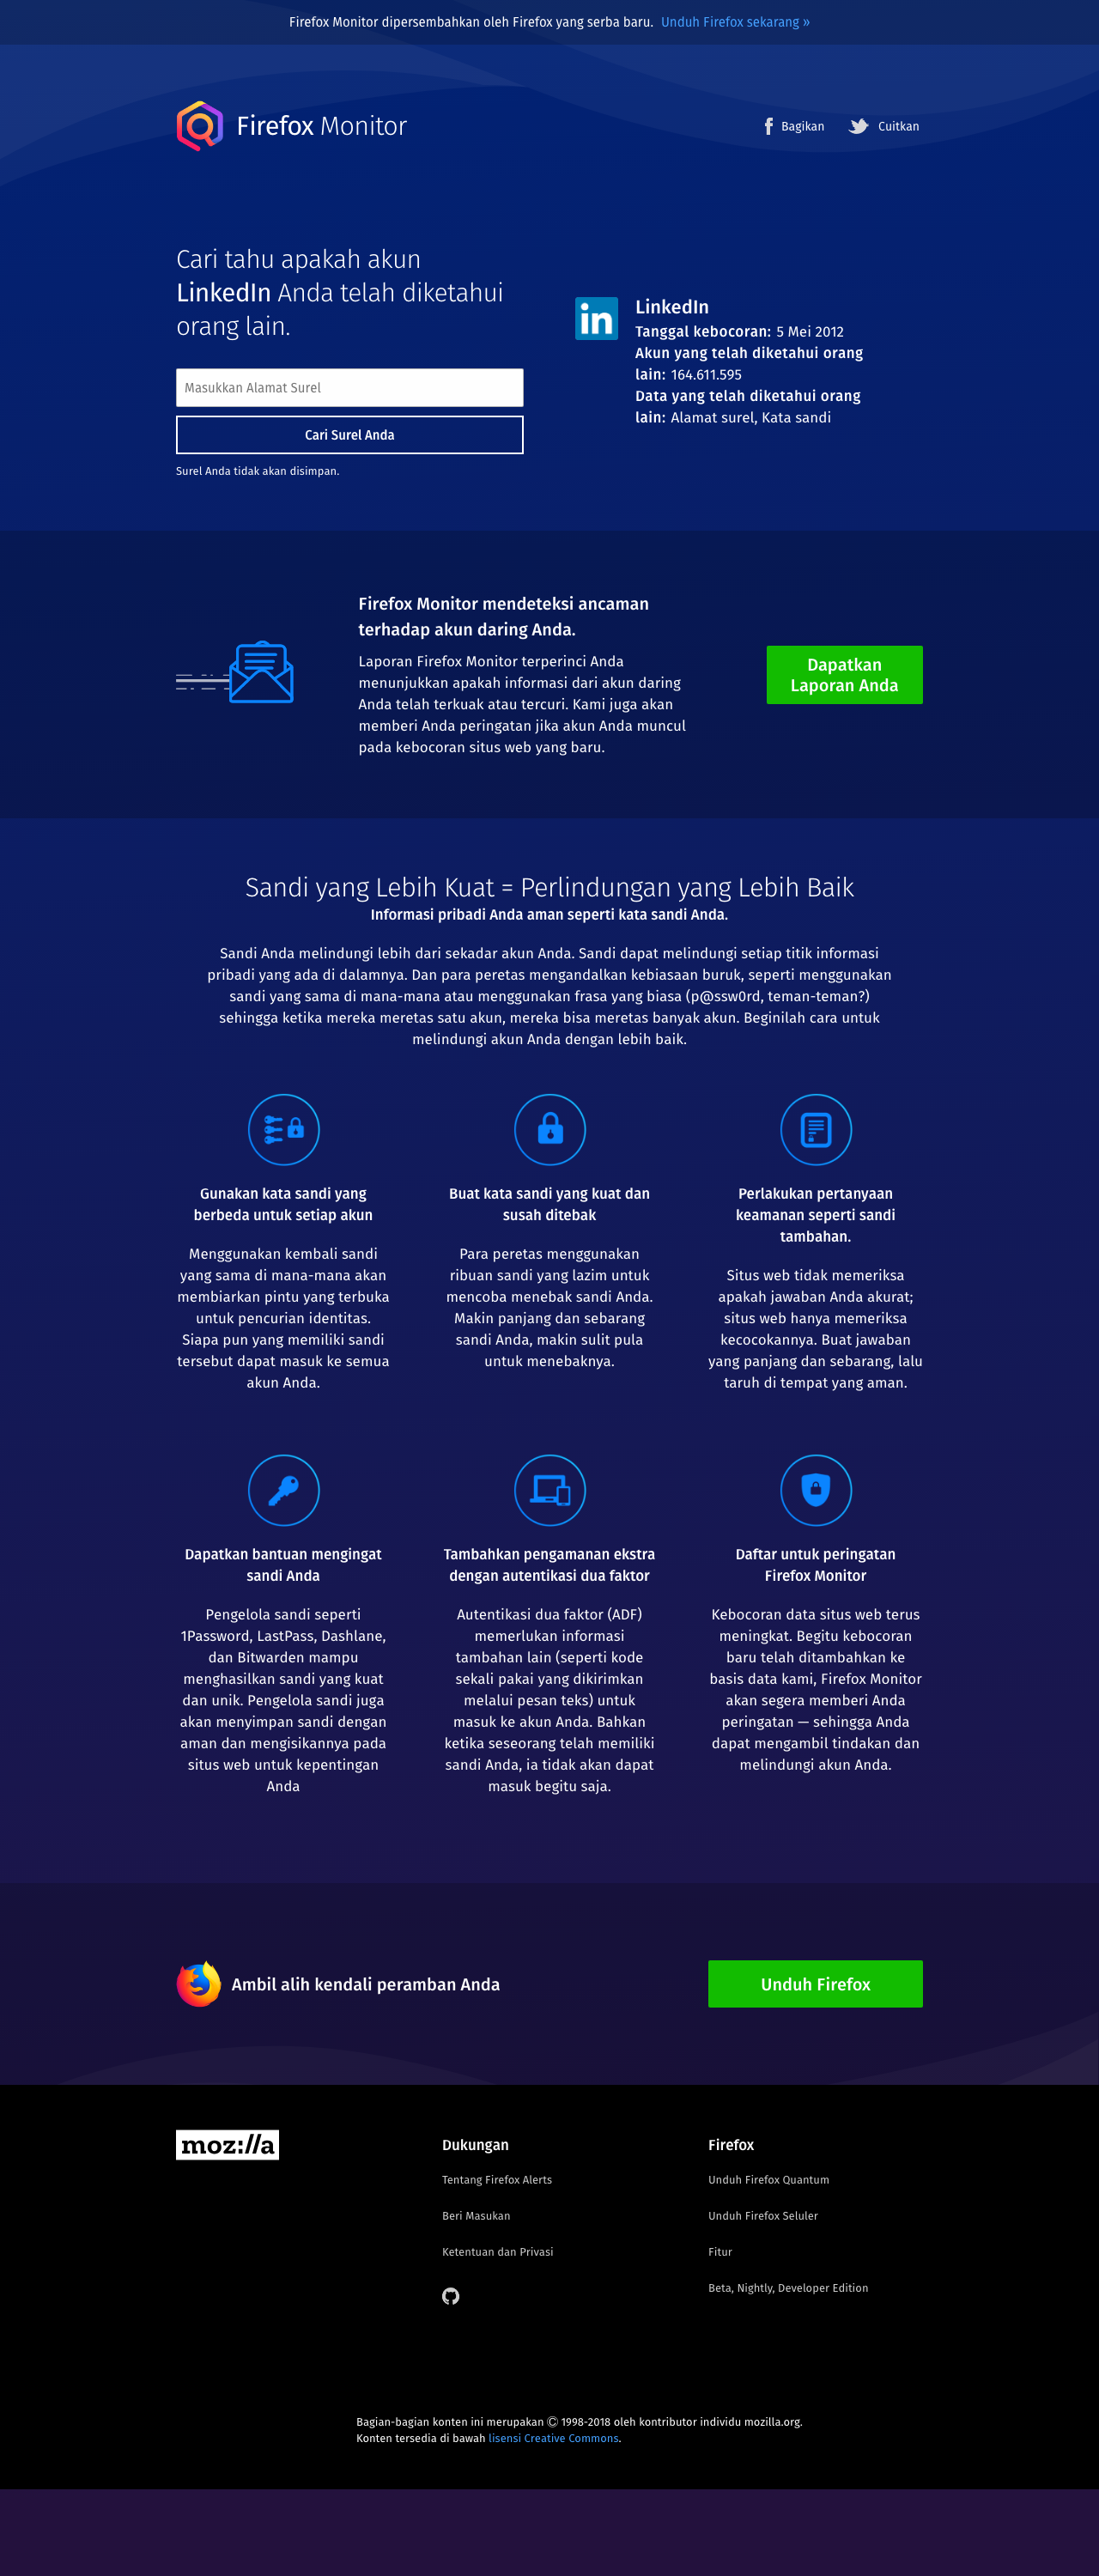 Firefox Monitor dipersembahkan oleh Firefox yang serba baru. Unduh Firefox sekarang »
Firefox Monitor
Bagikan
Cuitkan
Cari tahu apakah akun
LinkedIn Anda telah diketahui
orang lain.
Masukkan Alamat Surel
Cari Surel Anda
Surel Anda tidak akan disimpan.
in
LinkedIn
Tanggal kebocoran: 5 Mei 2012
Akun yang telah diketahui orang
lain: 164.611.595
Data yang telah diketahui orang
lain: Alamat surel, Kata sandi
Firefox Monitor mendeteksi ancaman
terhadap akun daring Anda.
Laporan Firefox Monitor terperinci Anda
menunjukkan apakah informasi dari akun daring
Anda telah terkuak atau tercuri. Kami juga akan
memberi Anda peringatan jika akun Anda muncul
pada kebocoran situs web yang baru.
Dapatkan
Laporan Anda
Sandi yang Lebih Kuat = Perlindungan yang Lebih Baik
Informasi pribadi Anda aman seperti kata sandi Anda.
Sandi Anda melindungi lebih dari sekadar akun Anda. Sandi dapat melindungi setiap titik informasi
pribadi yang ada di dalamnya. Dan para peretas mengandalkan kebiasaan buruk, seperti menggunakan
sandi yang sama di mana-mana atau menggunakan frasa yang biasa (p@ssw0rd, teman-teman?)
sehingga ketika mereka meretas satu akun, mereka bisa meretas banyak akun. Beginilah cara untuk
melindungi akun Anda dengan lebih baik.
Gunakan kata sandi yang
berbeda untuk setiap akun
Menggunakan kembali sandi
yang sama di mana-mana akan
membiarkan pintu yang terbuka
untuk pencurian identitas.
Siapa pun yang memiliki sandi
tersebut dapat masuk ke semua
akun Anda.
Buat kata sandi yang kuat dan
susah ditebak
Para peretas menggunakan
ribuan sandi yang lazim untuk
mencoba menebak sandi Anda.
Makin panjang dan sebarang
sandi Anda, makin sulit pula
untuk menebaknya.
Perlakukan pertanyaan
keamanan seperti sandi
tambahan.
Situs web tidak memeriksa
apakah jawaban Anda akurat;
situs web hanya memeriksa
kecocokannya. Buat jawaban
yang panjang dan sebarang, lalu
taruh di tempat yang aman.
Dapatkan bantuan mengingat
sandi Anda
Pengelola sandi seperti
1Password, LastPass, Dashlane,
dan Bitwarden mampu
menghasilkan sandi yang kuat
dan unik. Pengelola sandi juga
akan menyimpan sandi dengan
aman dan mengisikannya pada
situs web untuk kepentingan
Anda
Tambahkan pengamanan ekstra
dengan autentikasi dua faktor
Autentikasi dua faktor (ADF)
memerlukan informasi
tambahan lain (seperti kode
sekali pakai yang dikirimkan
melalui pesan teks) untuk
masuk ke akun Anda. Bahkan
ketika seseorang telah memiliki
sandi Anda, ia tidak akan dapat
masuk begitu saja.
Daftar untuk peringatan
Firefox Monitor
Kebocoran data situs web terus
meningkat. Begitu kebocoran
baru telah ditambahkan ke
basis data kami, Firefox Monitor
akan segera memberi Anda
peringatan — sehingga Anda
dapat mengambil tindakan dan
melindungi akun Anda.
Ambil alih kendali peramban Anda
Unduh Firefox
moz://a
Dukungan
Tentang Firefox Alerts
Beri Masukan
Ketentuan dan Privasi
Firefox
Unduh Firefox Quantum
Unduh Firefox Seluler
Fitur
Beta, Nightly, Developer Edition
Bagian-bagian konten ini merupakan © 1998-2018 oleh kontributor individu mozilla.org.
Konten tersedia di bawah lisensi Creative Commons.